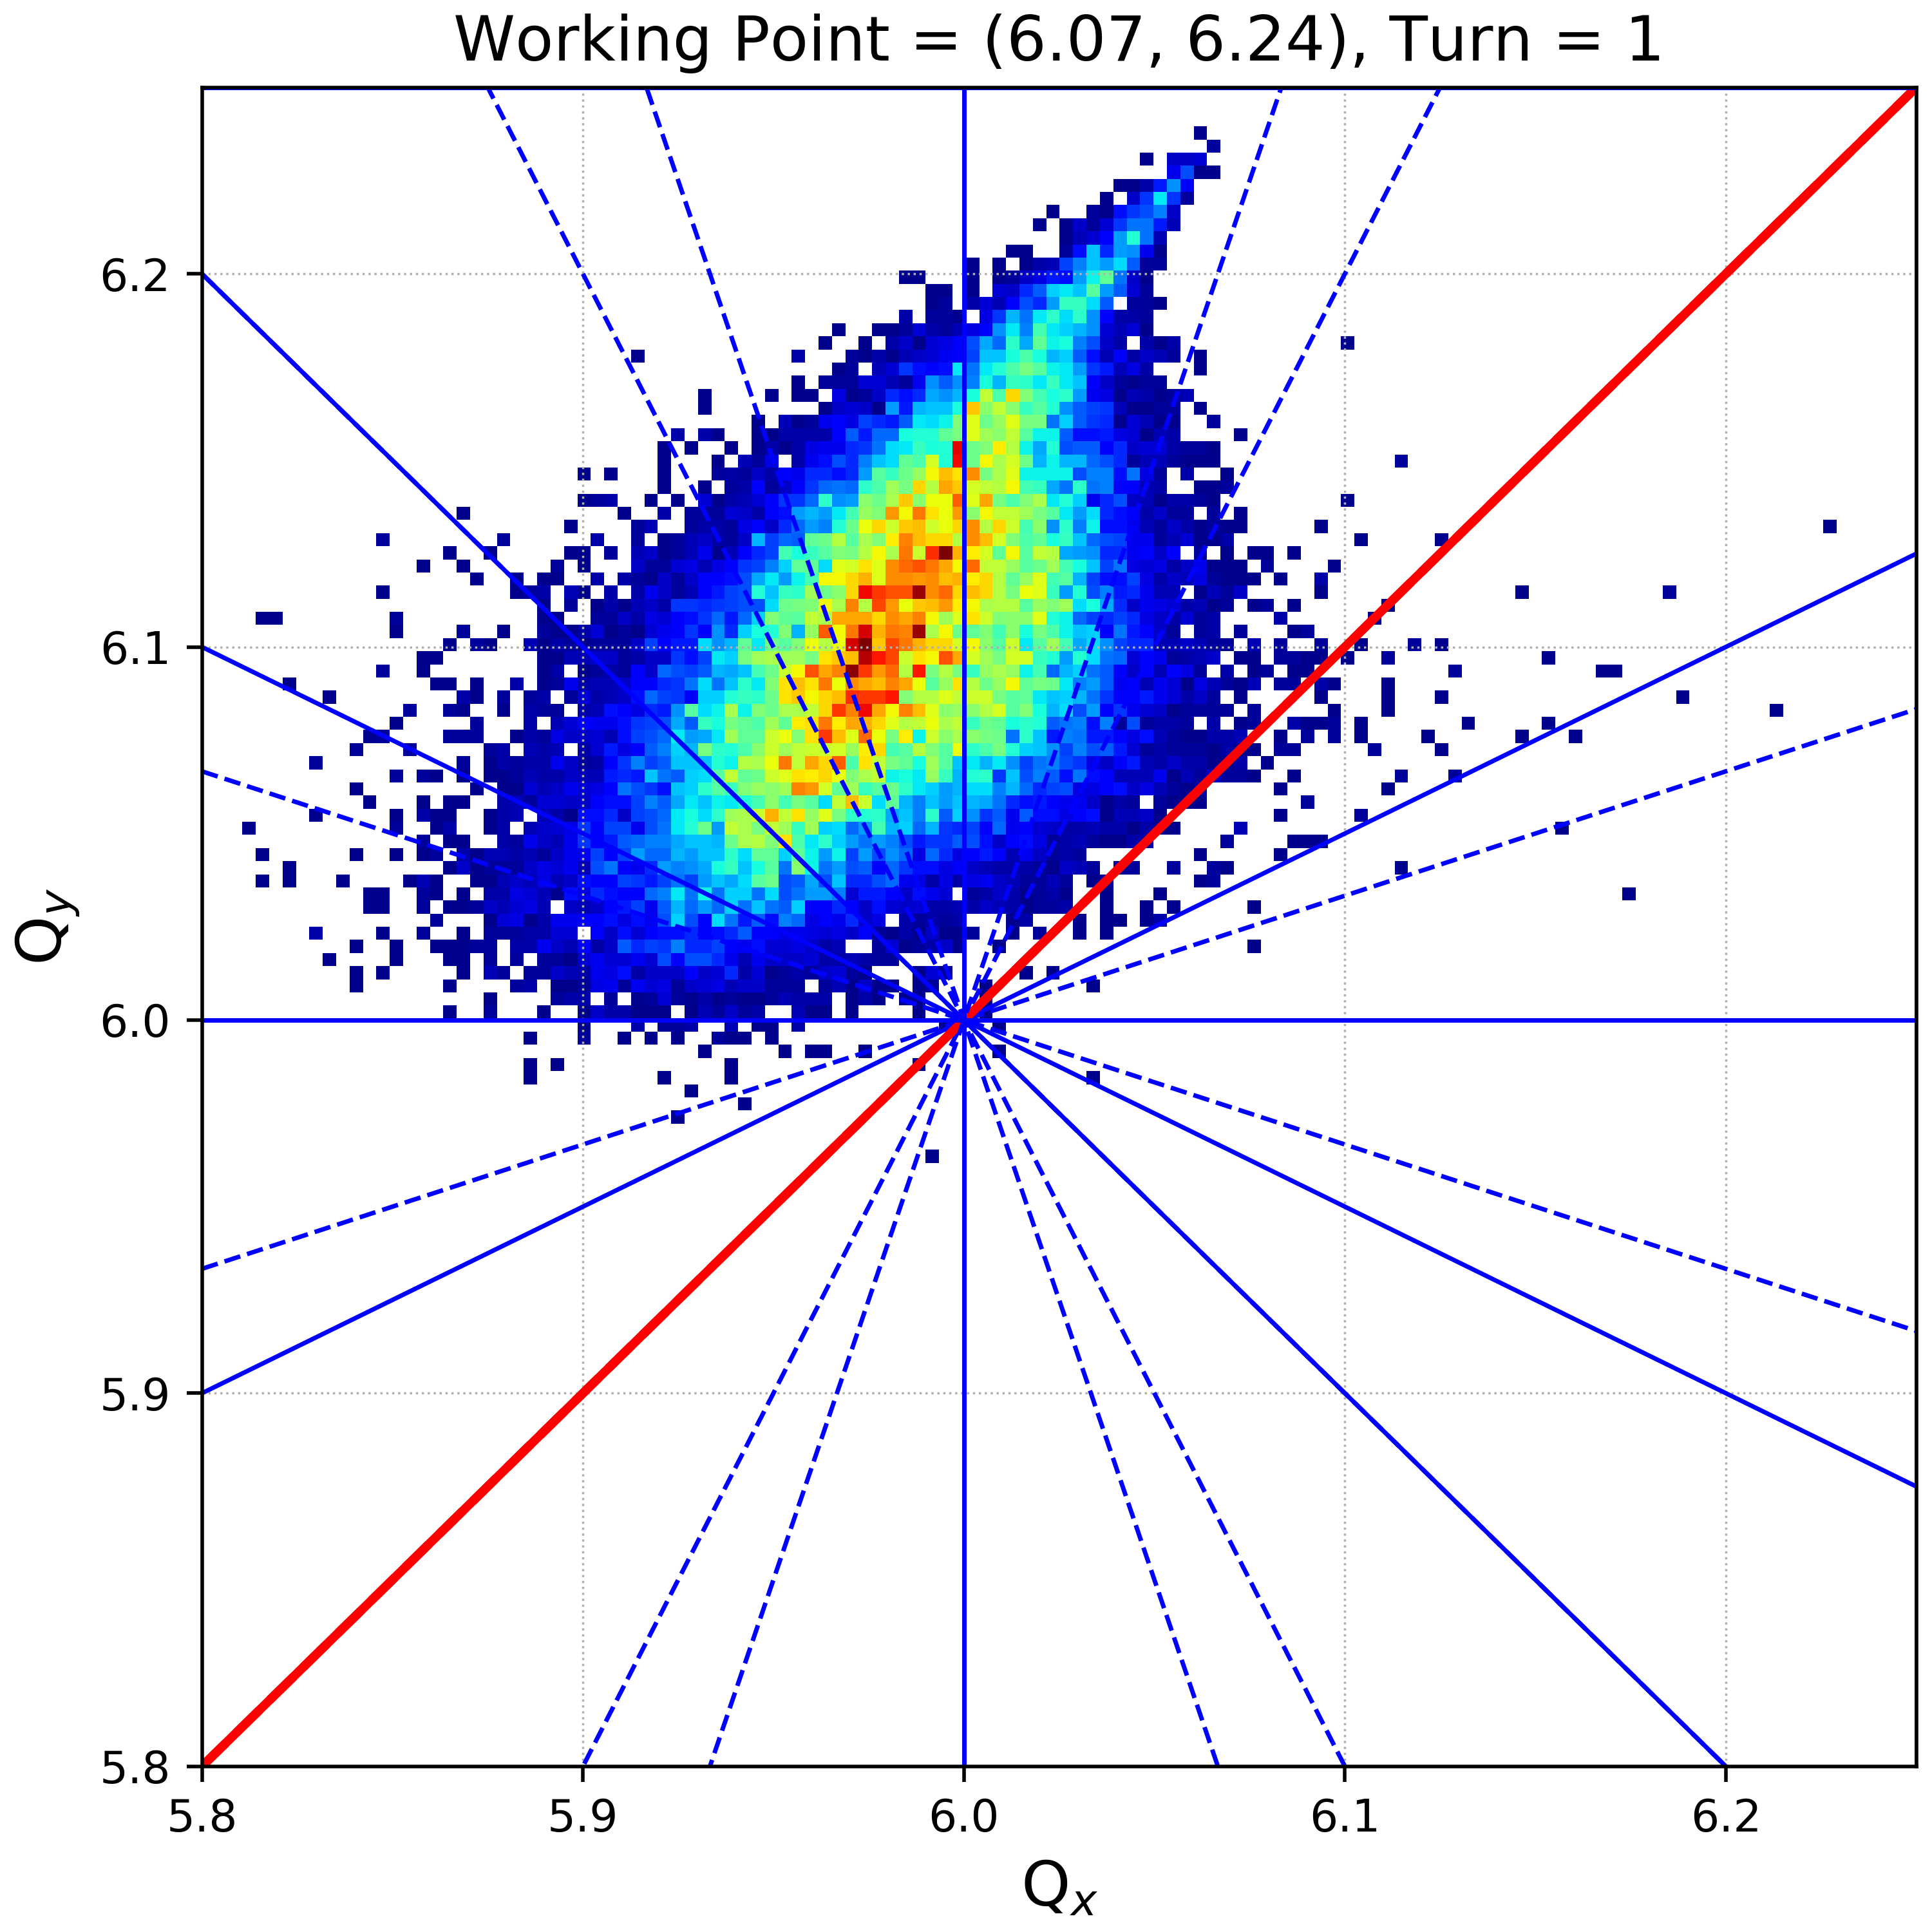 Working Point = (6.07, 6.24), Turn = 1
6.2
6.1
6.0
5.9
5.8
Qy
5.8 5.9 6.0 6.1 6.2
Qx